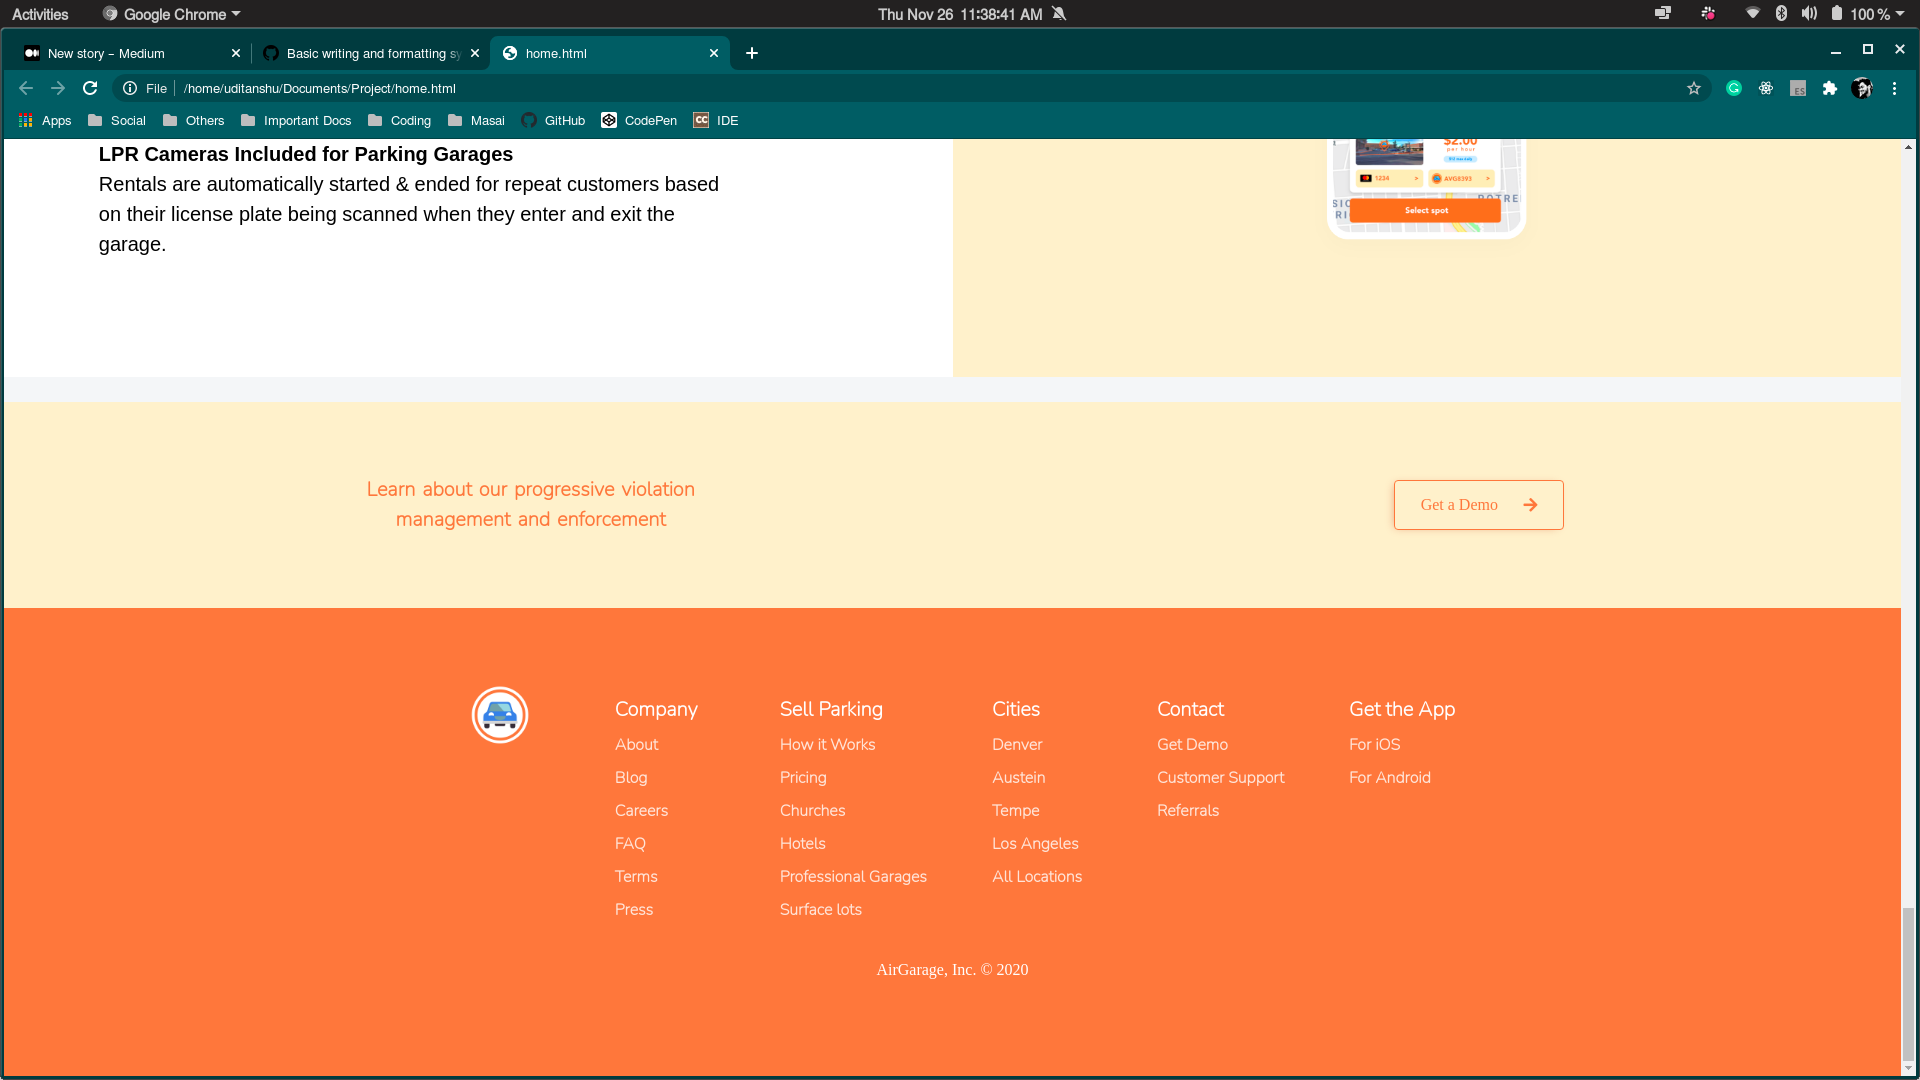 Activities
Google Chrome
Thu Nov 26 11:38:41 AM
100 %
New story – Medium
Basic writing and formatting sy
home.html
File
/home/uditanshu/Documents/Project/home.html
ES
Apps
Social
Others
Important Docs
Coding
Masai
GitHub
CodePen
CC
IDE
LPR Cameras Included for Parking Garages
Rentals are automatically started & ended for repeat customers based
on their license plate being scanned when they enter and exit the
garage.
$2.00
per hour
1234 >
AVG8393 >
POTRE
SIO
RI
Select spot
Learn about our progressive violation
management and enforcement
Get a Demo
Company
About
Blog
Careers
FAQ
Terms
Press
Sell Parking
How it Works
Pricing
Churches
Hotels
Professional Garages
Surface lots
Cities
Denver
Austein
Tempe
Los Angeles
All Locations
Contact
Get Demo
Customer Support
Referrals
Get the App
For iOS
For Android
AirGarage, Inc. © 2020